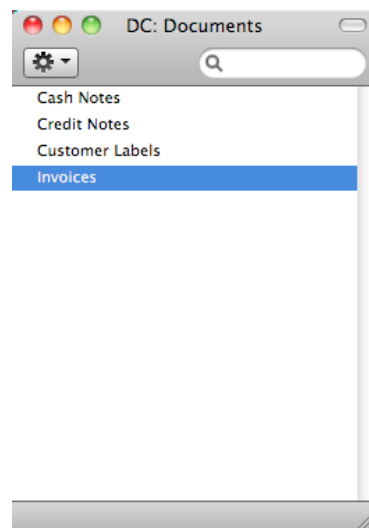 DC: Documents
Cash Notes
Credit Notes
Customer Labels
Invoices